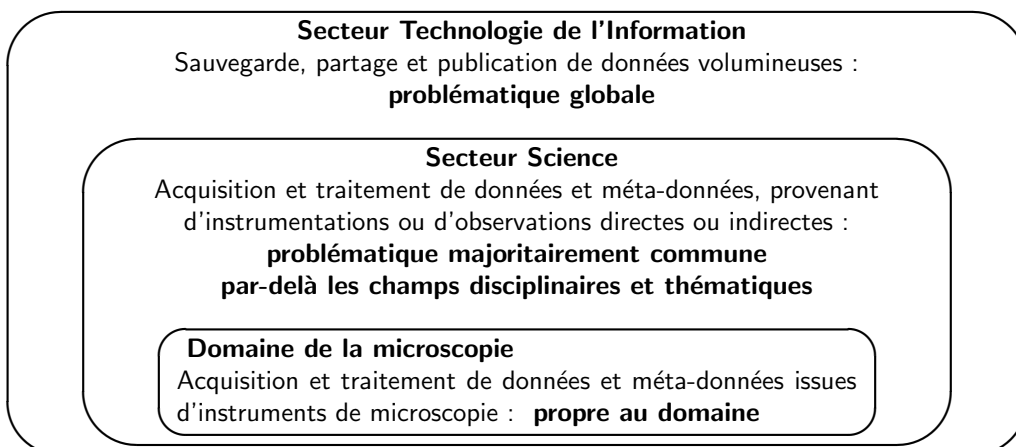 Secteur Technologie de l'Information
Sauvegarde, partage et publication de données volumineuses :
problématique globale
Secteur Science
Acquisition et traitement de données et méta-données, provenant
d'instrumentations ou d'observations directes ou indirectes :
problématique majoritairement commune
par-delà les champs disciplinaires et thématiques
Domaine de la microscopie
Acquisition et traitement de données et méta-données issues
d'instruments de microscopie : propre au domaine